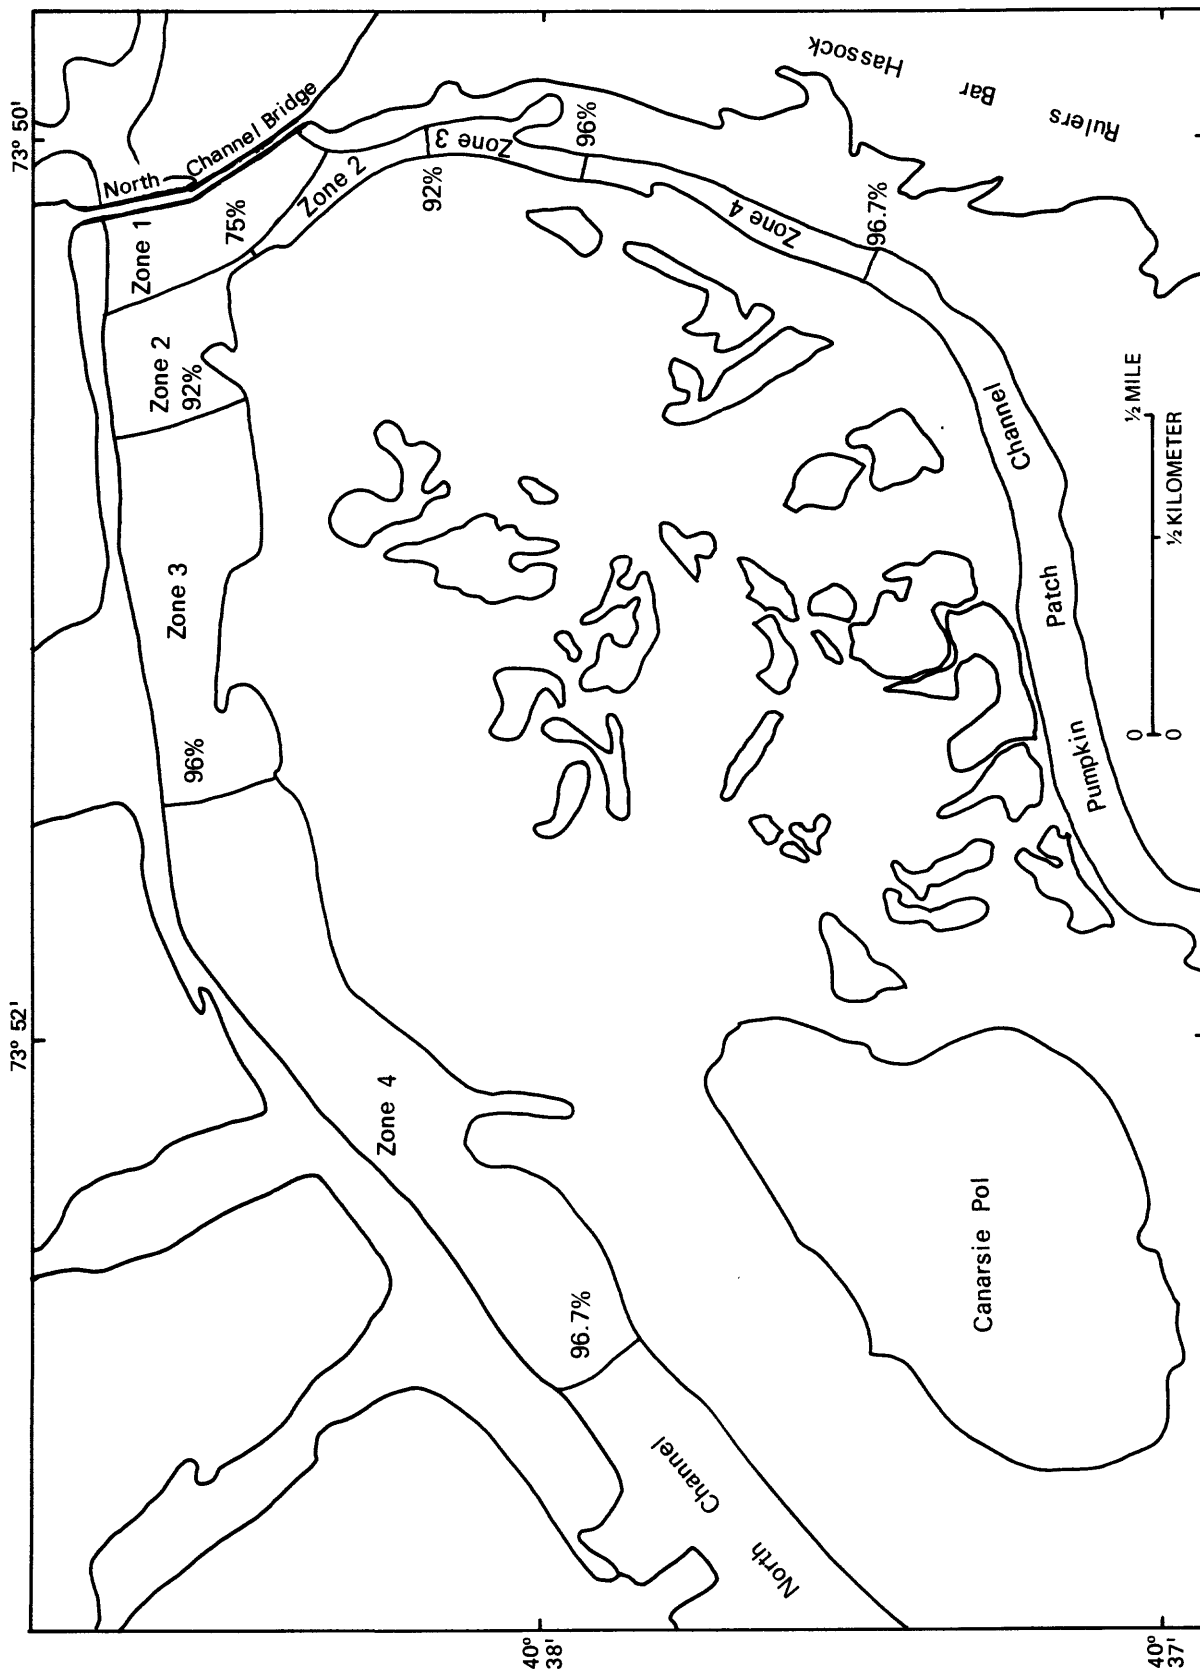 73° 52'
73° 50'
North Channel Bridge
Zone 4
Zone 3
Zone 2
Zone 1
96.7%
96%
92%
75%
Zone 2
92%
Zone 3
96%
Zone 4
96.7%
40°
38'
North Channel
Canarsie Pol
Pumpkin Patch Channel
Rulers
Bar
Hassock
0
½ MILE
0
½ KILOMETER
40°
37'